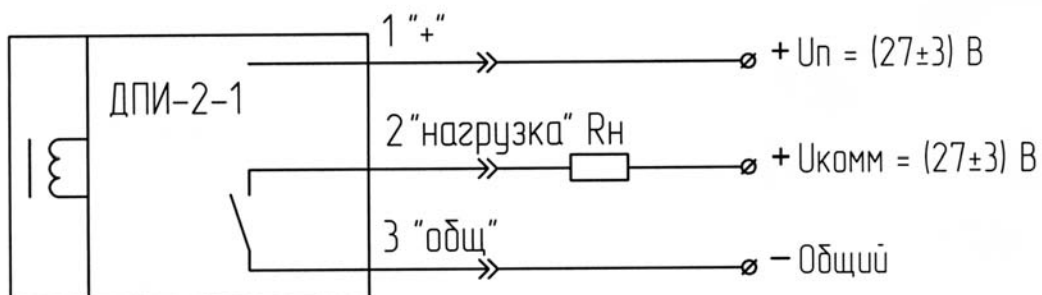 1 "+"
+ Uп = (27±3) В
ДПИ-2-1
2 "нагрузка" Rн
+ Uкомм = (27±3) В
3 "общ"
- Общий